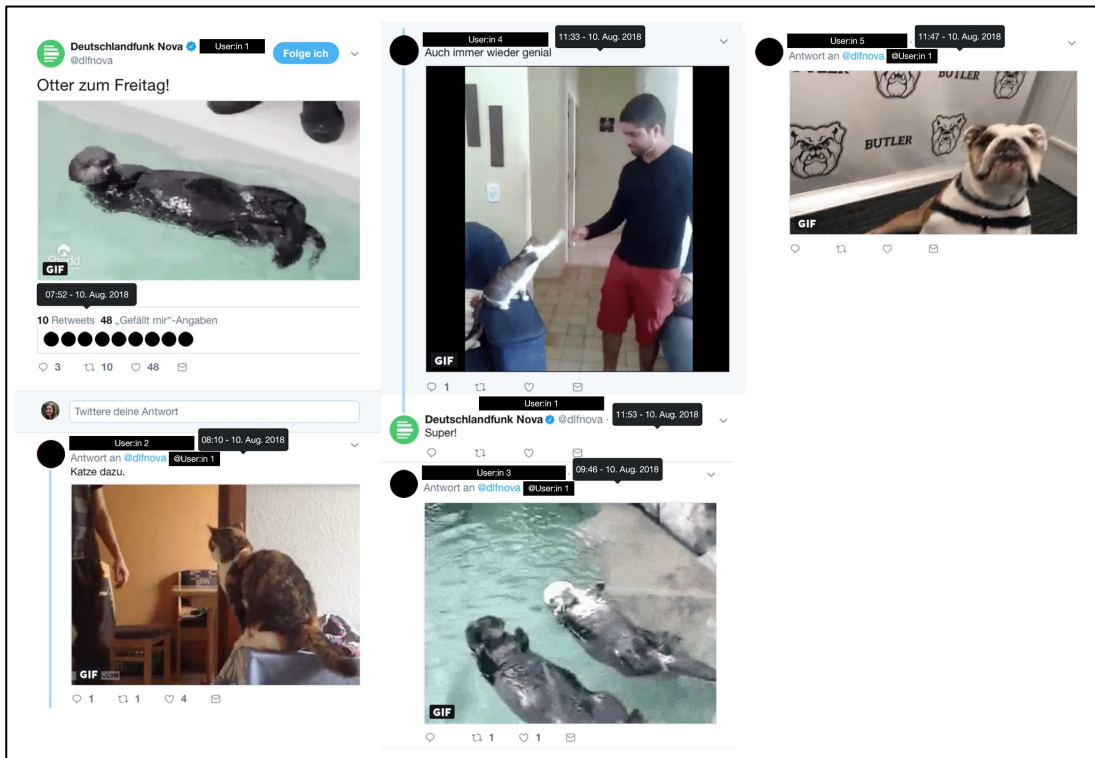 Deutschlandfunk Nova User:in 1
@dlfnova
Folge ich
Otter zum Freitag!
Shedd
GIF
07:52 - 10. Aug. 2018
10 Retweets 48 „Gefällt mir“-Angaben
3 10 48
Twittere deine Antwort
User:in 2 08:10 - 10. Aug. 2018
Antwort an @dlfnova @User:in 1
Katze dazu.
GIF .com
1 1 4
User:in 4 11:33 - 10. Aug. 2018
Auch immer wieder genial
GIF
1
User:in 1
Deutschlandfunk Nova @dlfnova · 11:53 - 10. Aug. 2018
Super!
User:in 3 · 09:46 - 10. Aug. 2018
Antwort an @dlfnova @User:in 1
GIF
1 1
User:in 5 · 11:47 - 10. Aug. 2018
Antwort an @dlfnova @User:in 1
BUTLER
BUTLER
GIF